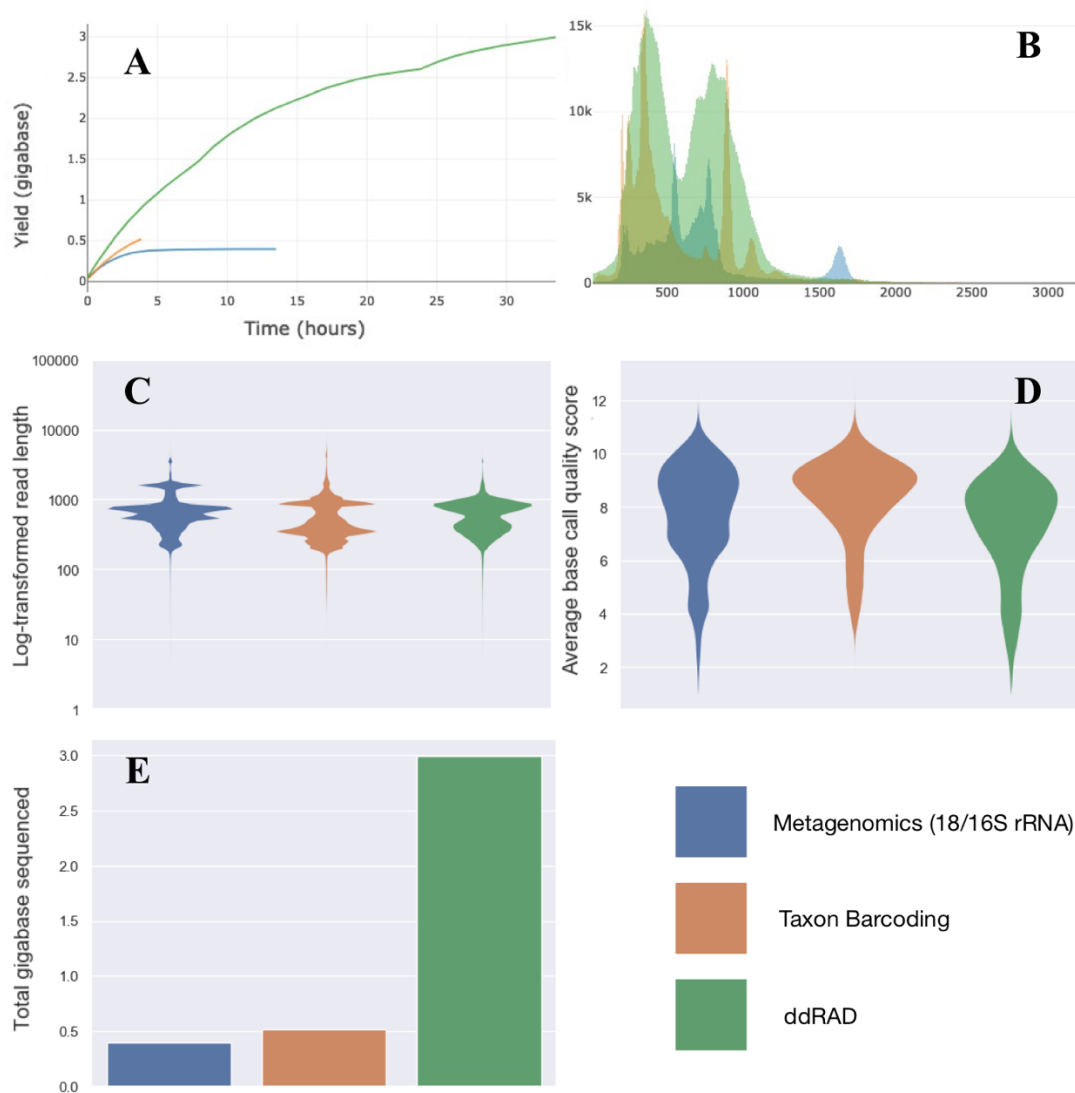 A
Yield (gigabase)
3
2.5
2
1.5
1
0.5
0
0
5
10
15
20
25
30
Time (hours)
B
15k
10k
5k
0
500
1000
1500
2000
2500
3000
C
Log-transformed read length
100000
10000
1000
100
10
1
D
Average base call quality score
12
10
8
6
4
2
E
Total gigabase sequenced
3.0
2.5
2.0
1.5
1.0
0.5
0.0
Metagenomics (18/16S rRNA)
Taxon Barcoding
ddRAD